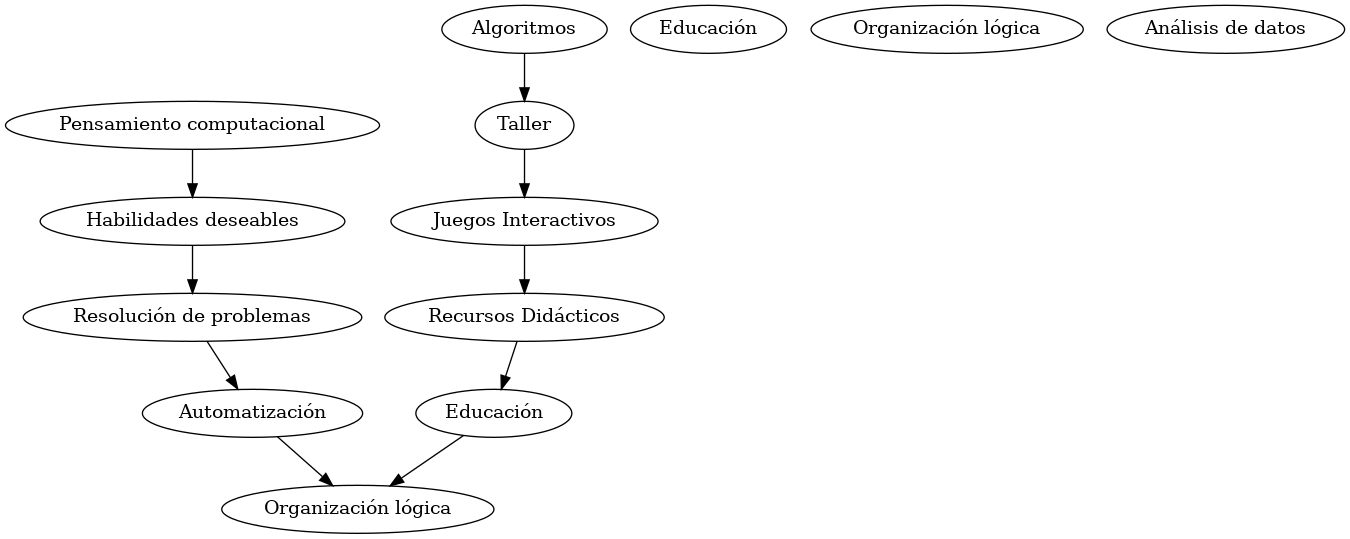 Algoritmos
Educación
Organización lógica
Análisis de datos
Pensamiento computacional
Taller
Habilidades deseables
Juegos Interactivos
Resolución de problemas
Recursos Didácticos
Automatización
Educación
Organización lógica